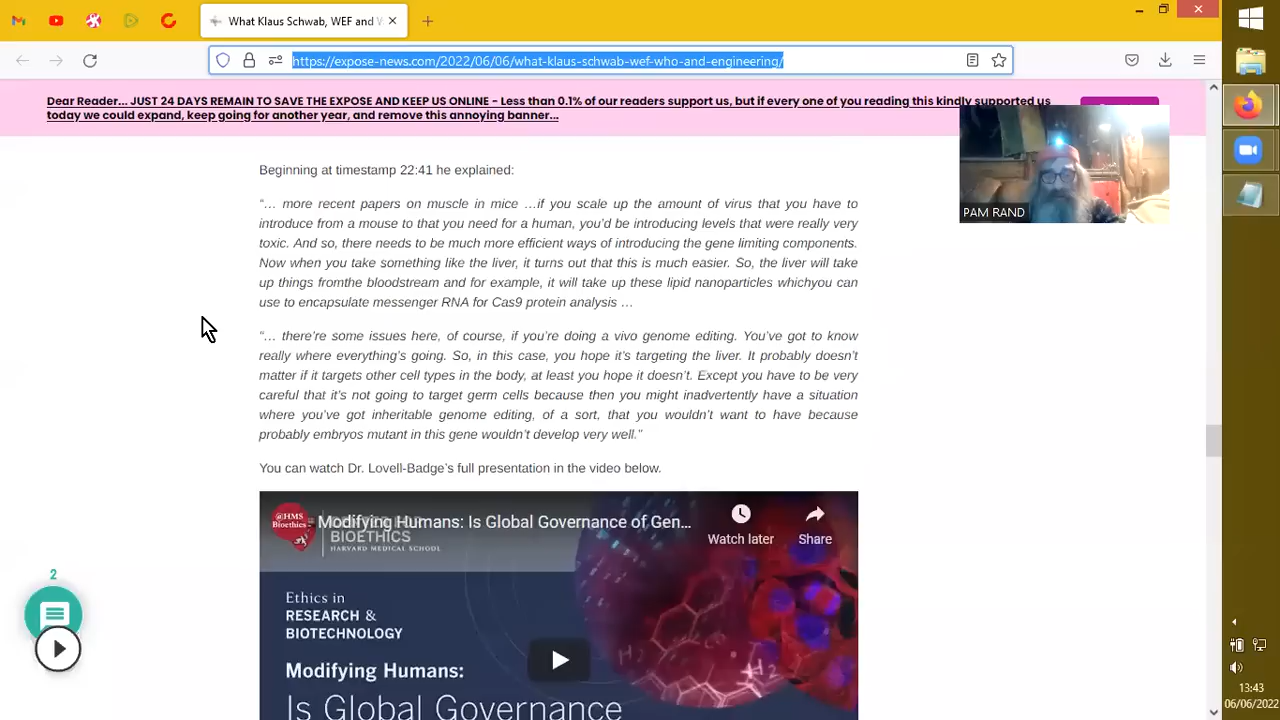 What Klaus Schwab, WEF and W
https://expose-news.com/2022/06/06/what-klaus-schwab-wef-who-and-engineering/
Dear Reader... JUST 24 DAYS REMAIN TO SAVE THE EXPOSE AND KEEP US ONLINE - Less than 0.1% of our readers support us, but if every one of you reading this kindly supported us
today we could expand, keep going for another year, and remove this annoying banner...
PAM RAND
Beginning at timestamp 22:41 he explained:
“… more recent papers on muscle in mice …if you scale up the amount of virus that you have to
introduce from a mouse to that you need for a human, you’d be introducing levels that were really very
toxic. And so, there needs to be much more efficient ways of introducing the gene limiting components.
Now when you take something like the liver, it turns out that this is much easier. So, the liver will take
up things fromthe bloodstream and for example, it will take up these lipid nanoparticles whichyou can
use to encapsulate messenger RNA for Cas9 protein analysis …
“… there’re some issues here, of course, if you’re doing a vivo genome editing. You’ve got to know
really where everything’s going. So, in this case, you hope it’s targeting the liver. It probably doesn’t
matter if it targets other cell types in the body, at least you hope it doesn’t. Except you have to be very
careful that it’s not going to target germ cells because then you might inadvertently have a situation
where you’ve got inheritable genome editing, of a sort, that you wouldn’t want to have because
probably embryos mutant in this gene wouldn’t develop very well.”
You can watch Dr. Lovell-Badge’s full presentation in the video below.
@HMS
Bioethics
Modifying Humans: Is Global Governance of Gen...
BIOETHICS
HARVARD MEDICAL SCHOOL
Watch later
Share
Ethics in
RESEARCH &
BIOTECHNOLOGY
Modifying Humans:
Is Global Governance
H₂
2
13:43
06/06/2022